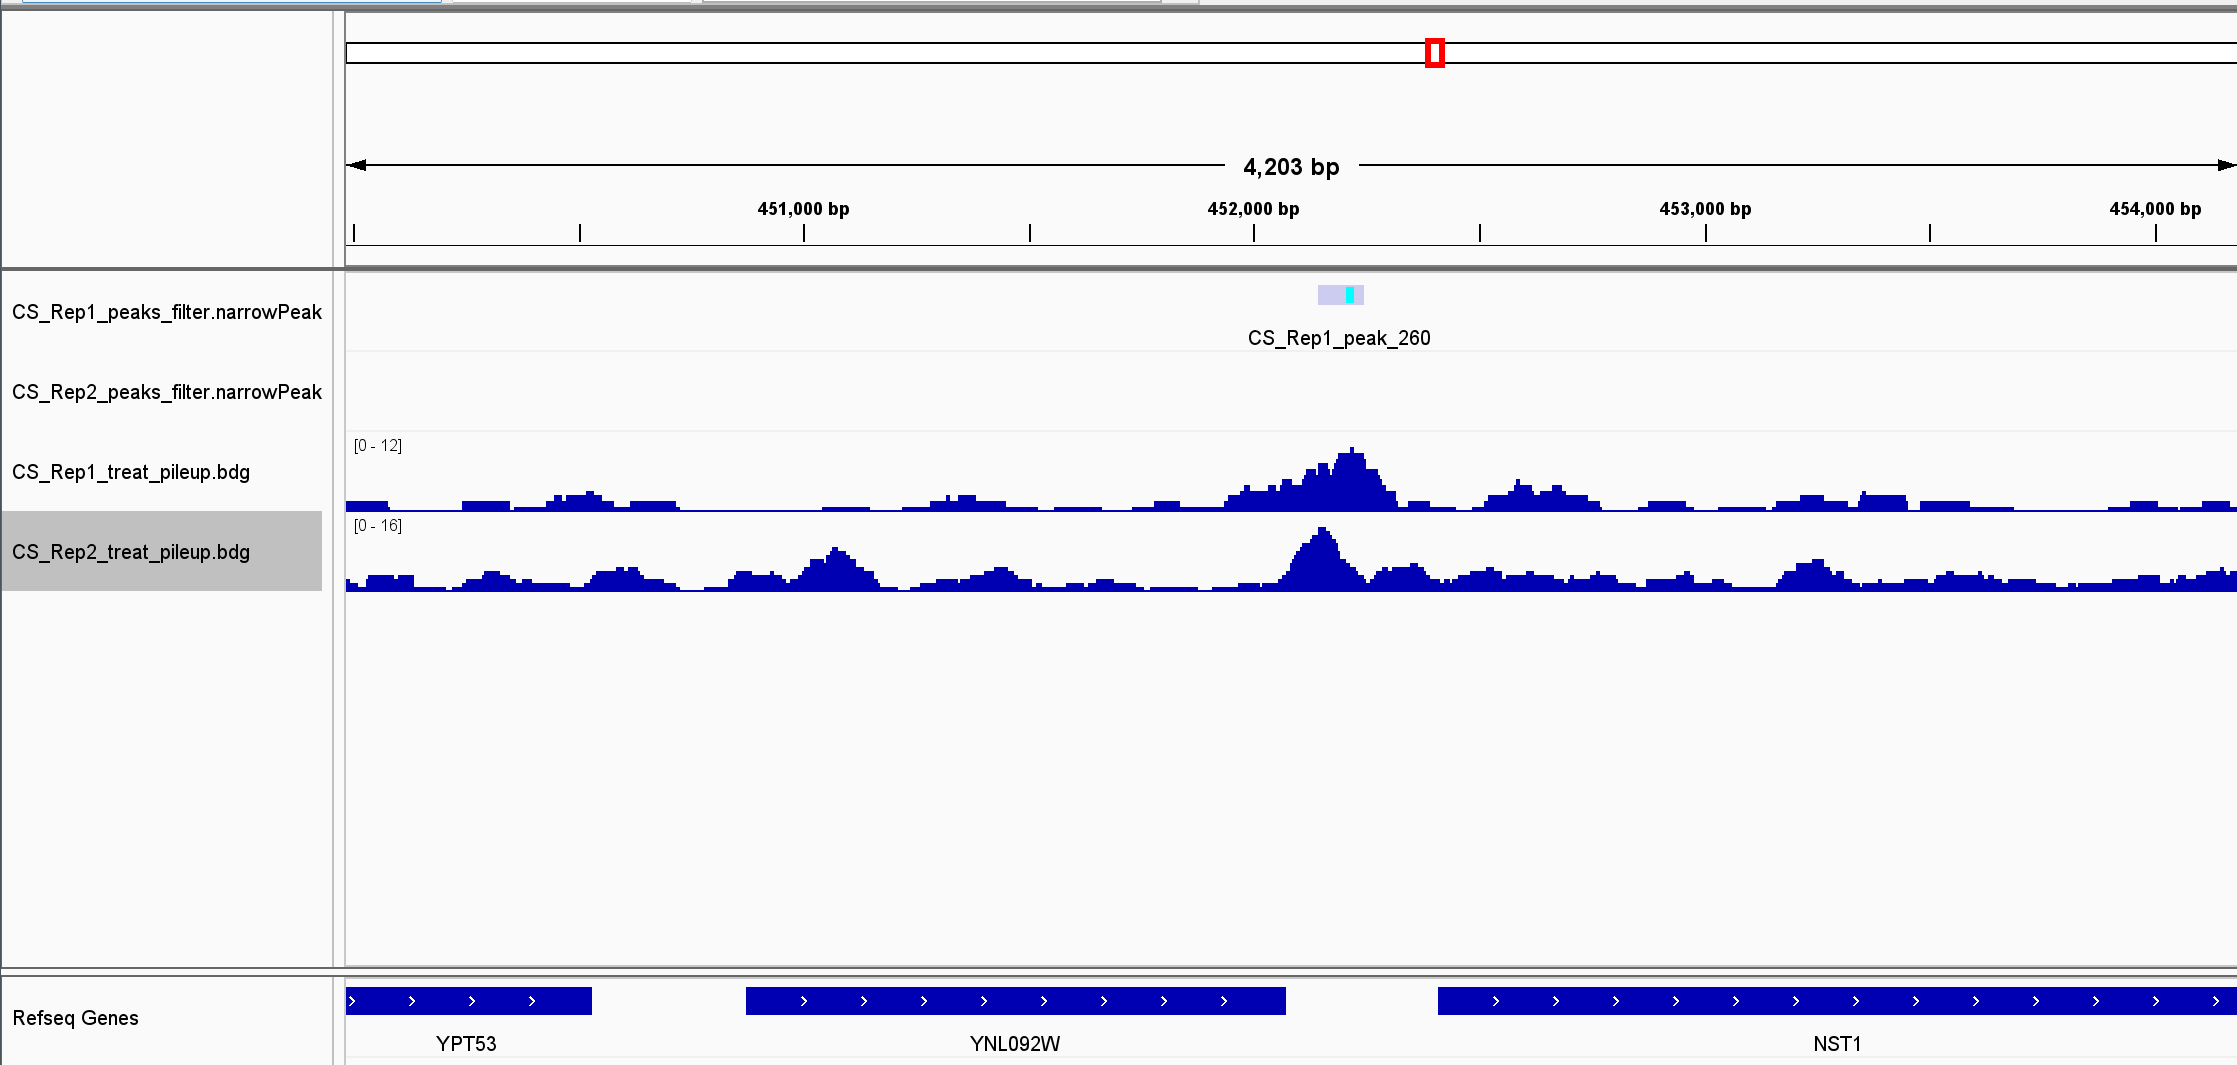 4,203 bp
451,000 bp 452,000 bp 453,000 bp 454,000 bp
CS_Rep1_peaks_filter.narrowPeak
CS_Rep1_peak_260
CS_Rep2_peaks_filter.narrowPeak
[0 - 12]
CS_Rep1_treat_pileup.bdg
[0 - 16]
CS_Rep2_treat_pileup.bdg
Refseq Genes
YPT53 YNL092W NST1